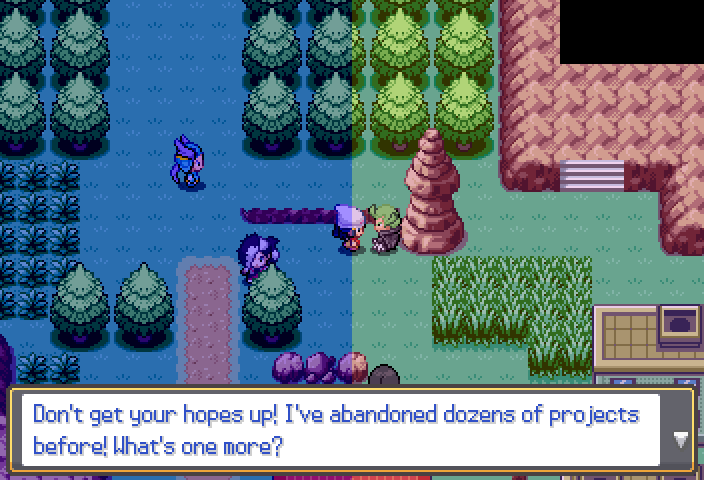 Don't get your hopes up! I've abandoned dozens of projects
before! What's one more?